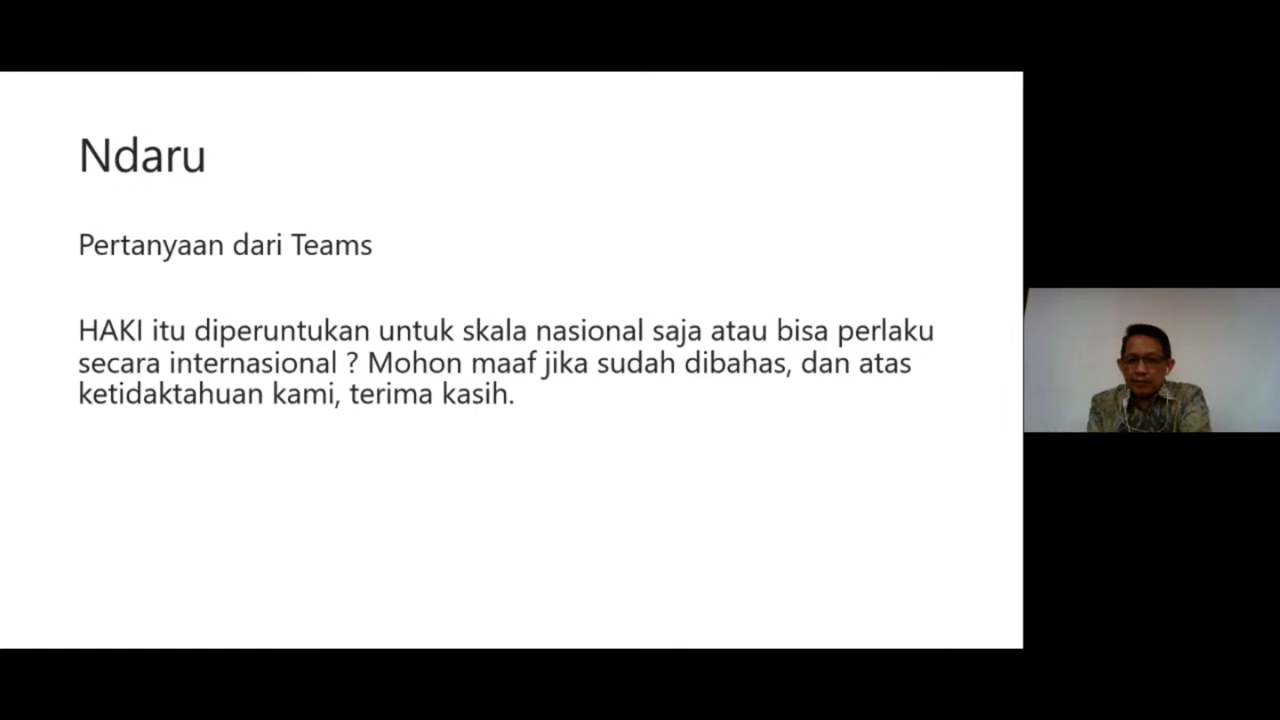 Ndaru
Pertanyaan dari Teams
HAKI itu diperuntukan untuk skala nasional saja atau bisa perlaku
secara internasional ? Mohon maaf jika sudah dibahas, dan atas
ketidaktahuan kami, terima kasih.